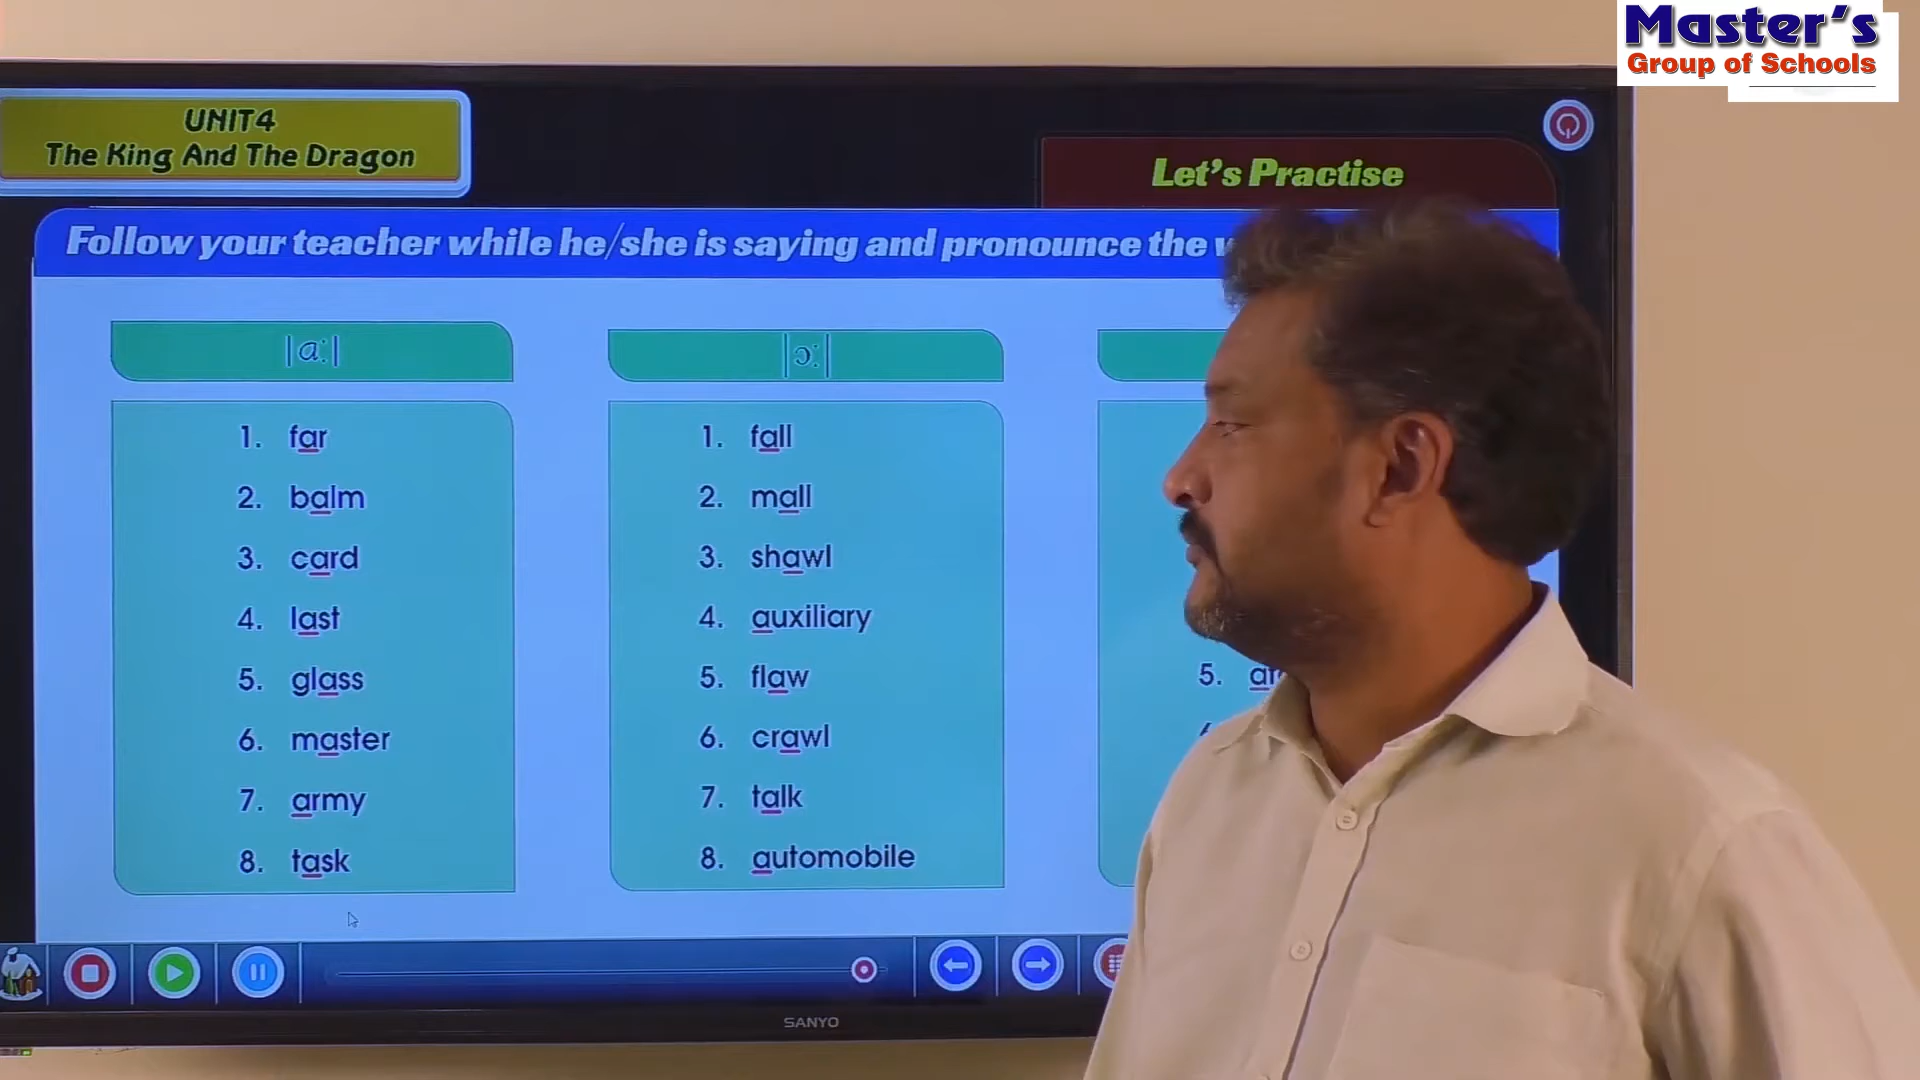 Master's
Group of Schools
UNIT4
The King And The Dragon
Let's Practise
Follow your teacher while he/she is saying and pronounce the
|ɑː|
1. far
2. balm
3. card
4. last
5. glass
6. master
7. army
8. task
|ɔː|
1. fall
2. mall
3. shawl
4. auxiliary
5. flaw
6. crawl
7. talk
8. automobile
5.
SANYO